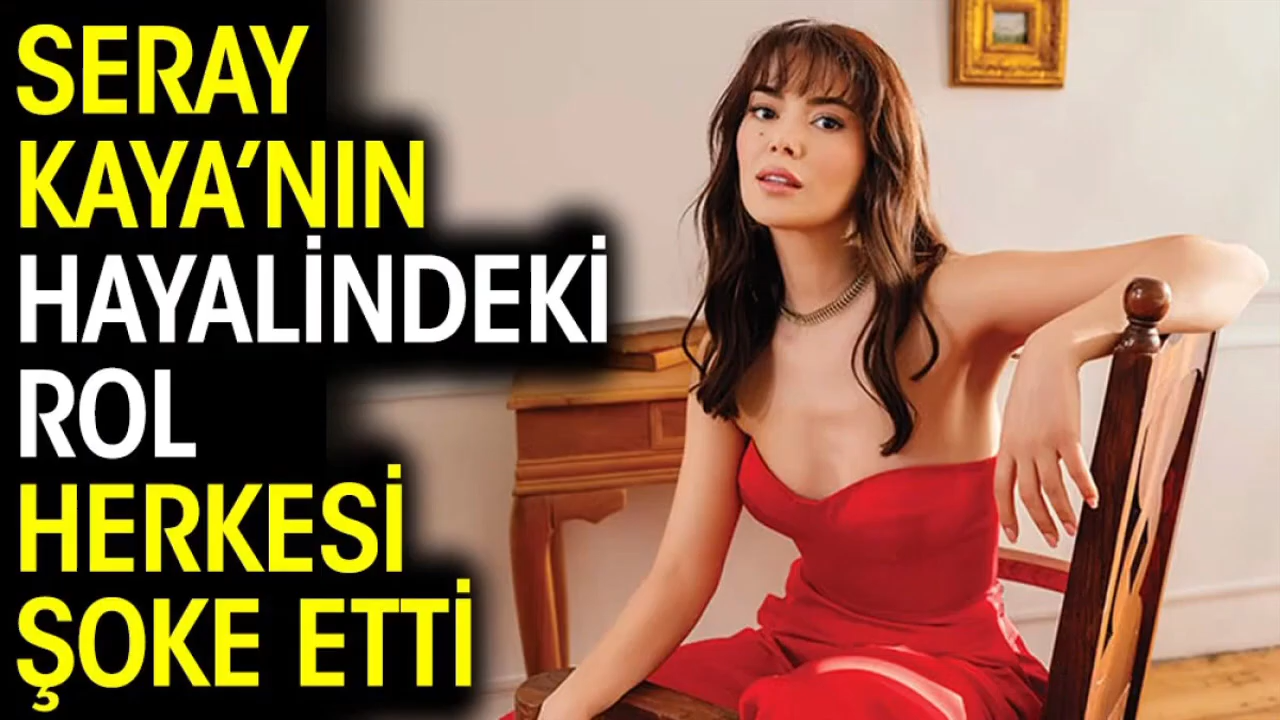 SERAY
KAYA’NIN
HAYALİNDEKİ
ROL
HERKESİ
ŞOKE ETTİ